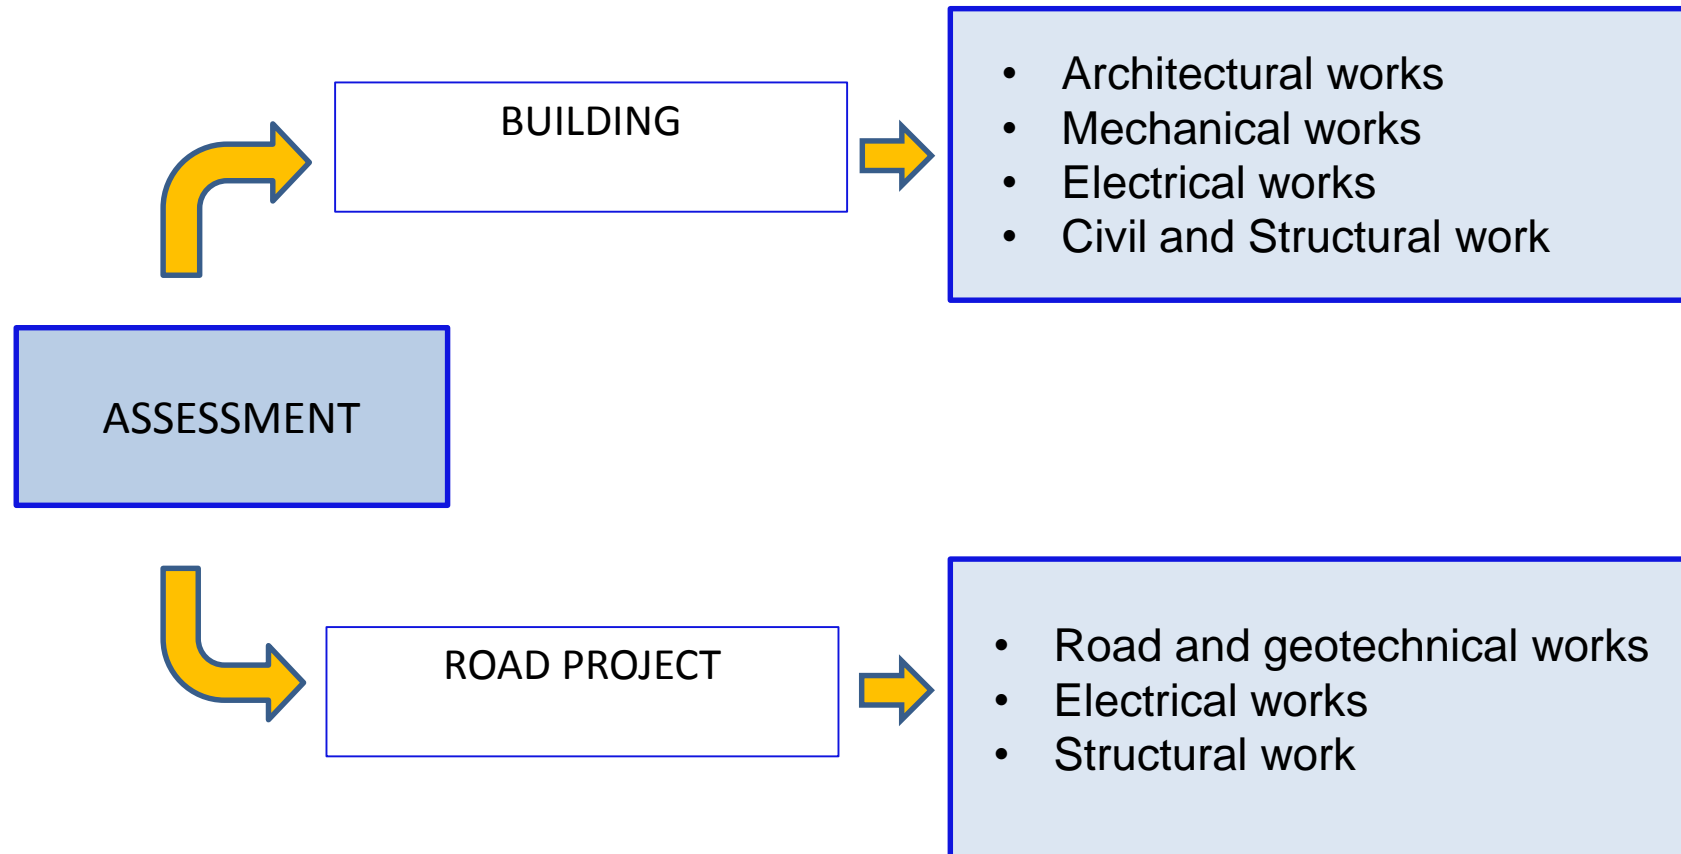 BUILDING
• Architectural works
• Mechanical works
• Electrical works
• Civil and Structural work
ASSESSMENT
ROAD PROJECT
• Road and geotechnical works
• Electrical works
• Structural work